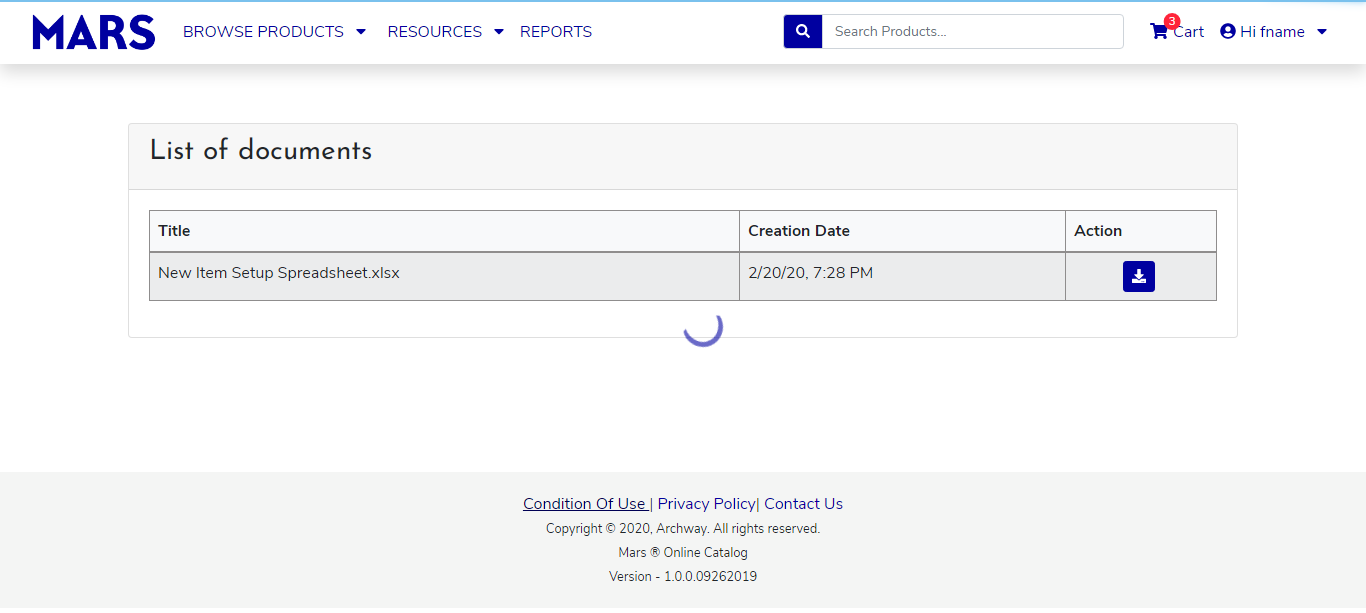 MARS BROWSE PRODUCTS RESOURCES REPORTS Search Products... 3 Cart Hi fname
List of documents
Title Creation Date Action
New Item Setup Spreadsheet.xlsx 2/20/20, 7:28 PM
Condition Of Use | Privacy Policy| Contact Us
Copyright © 2020, Archway. All rights reserved.
Mars ® Online Catalog
Version - 1.0.0.09262019